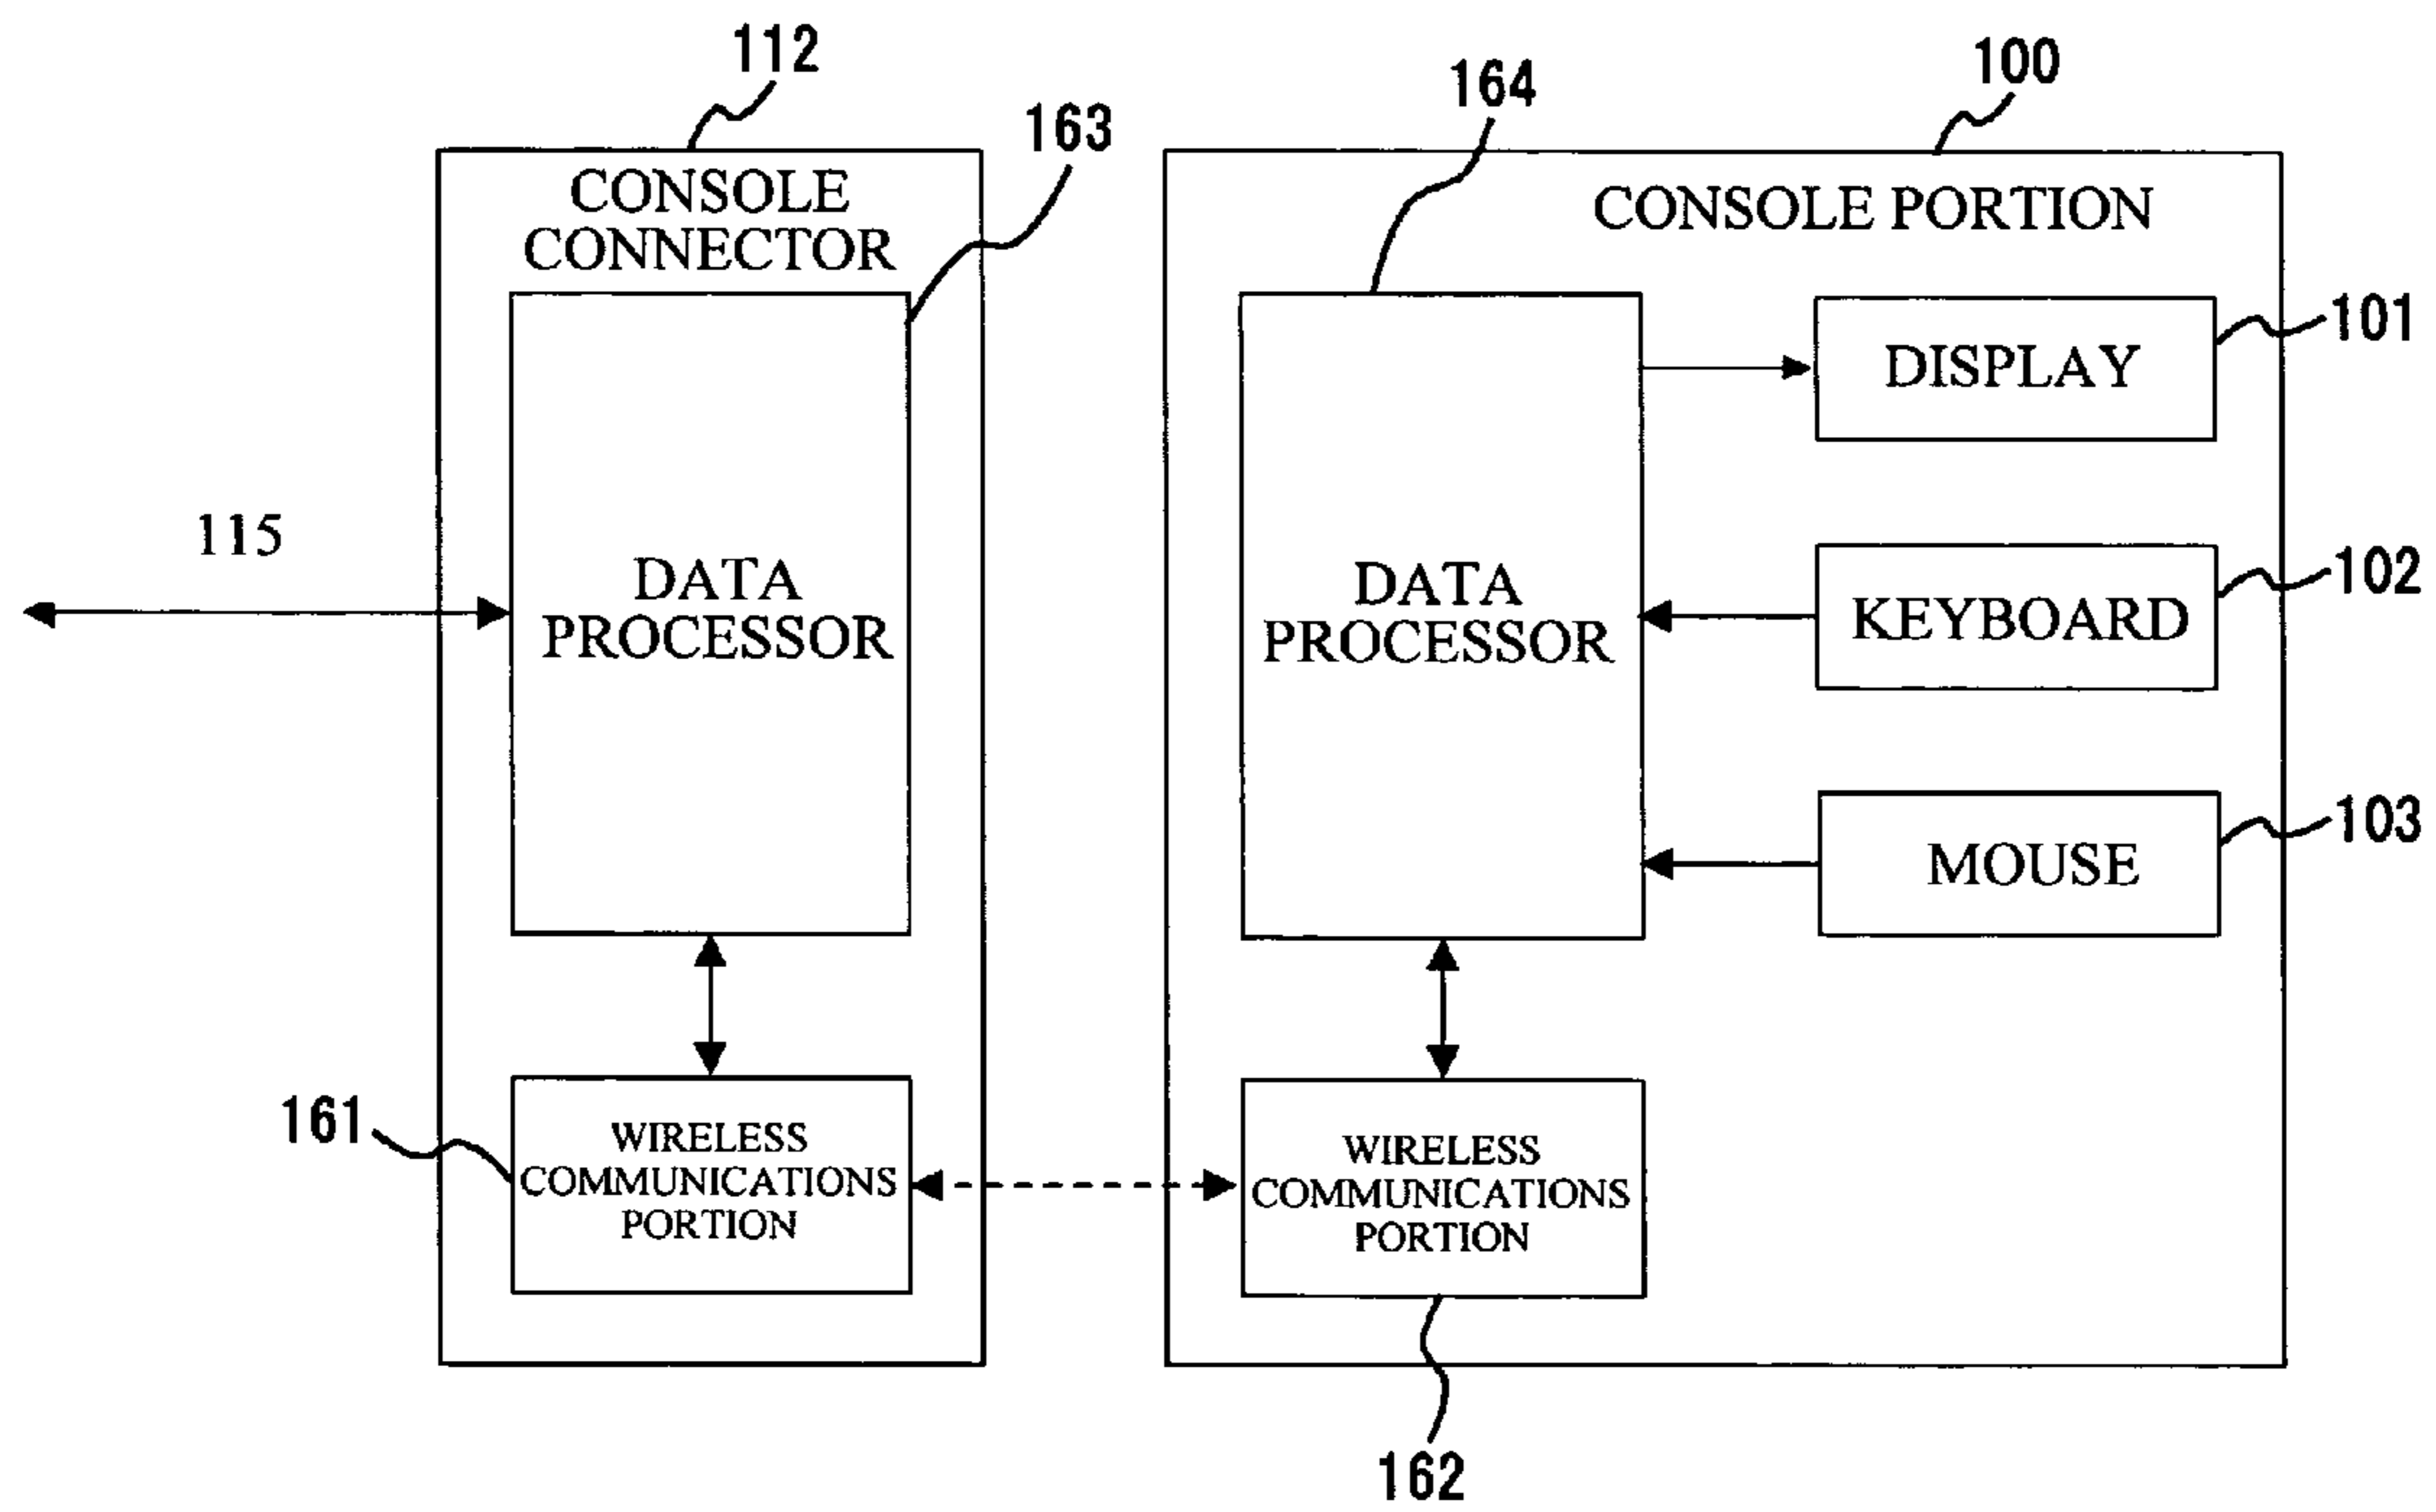 112
163
164
100
CONSOLE
CONNECTOR
CONSOLE PORTION
101
DISPLAY
115
DATA
PROCESSOR
DATA
PROCESSOR
102
KEYBOARD
103
MOUSE
161
WIRELESS
COMMUNICATIONS
PORTION
WIRELESS
COMMUNICATIONS
PORTION
162